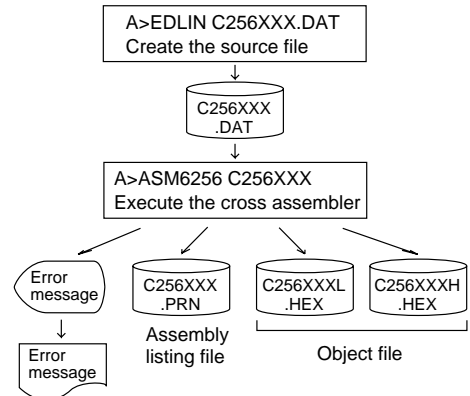 A>EDLIN C256XXX.DAT
Create the source file
C256XXX
.DAT
A>ASM6256 C256XXX
Execute the cross assembler
Error
message
C256XXX
.PRN
C256XXXL
.HEX
C256XXXH
.HEX
Assembly
listing file
Object file
Error
message